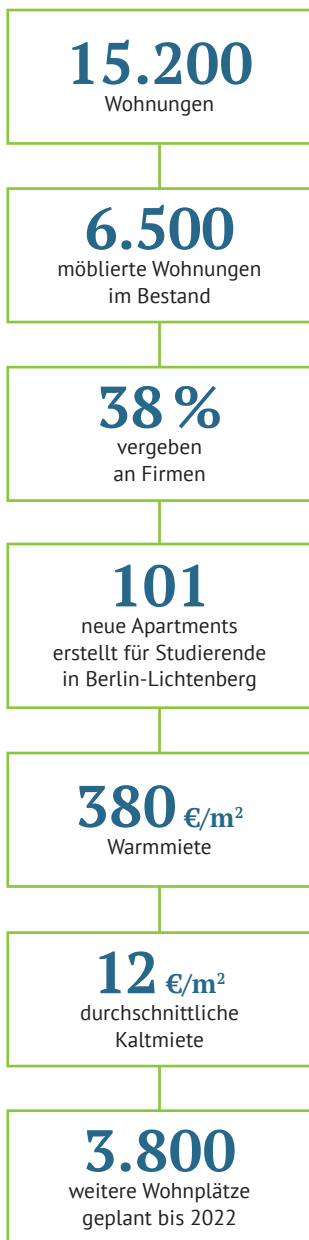 15.200
Wohnungen
6.500
möblierte Wohnungen
im Bestand
38 %
vergeben
an Firmen
101
neue Apartments
erstellt für Studierende
in Berlin-Lichtenberg
380 €/m²
Warmmiete
12 €/m²
durchschnittliche
Kaltmiete
3.800
weitere Wohnplätze
geplant bis 2022